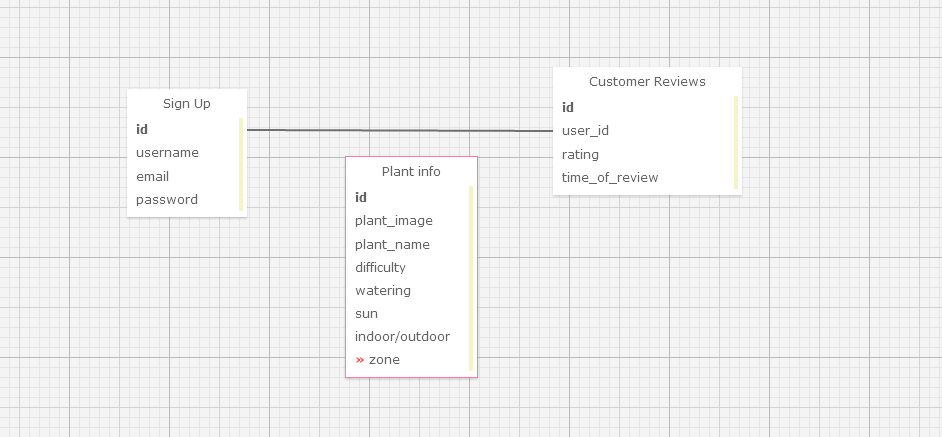 Sign Up
id
username
email
password
Plant info
id
plant_image
plant_name
difficulty
watering
sun
indoor/outdoor
» zone
Customer Reviews
id
user_id
rating
time_of_review